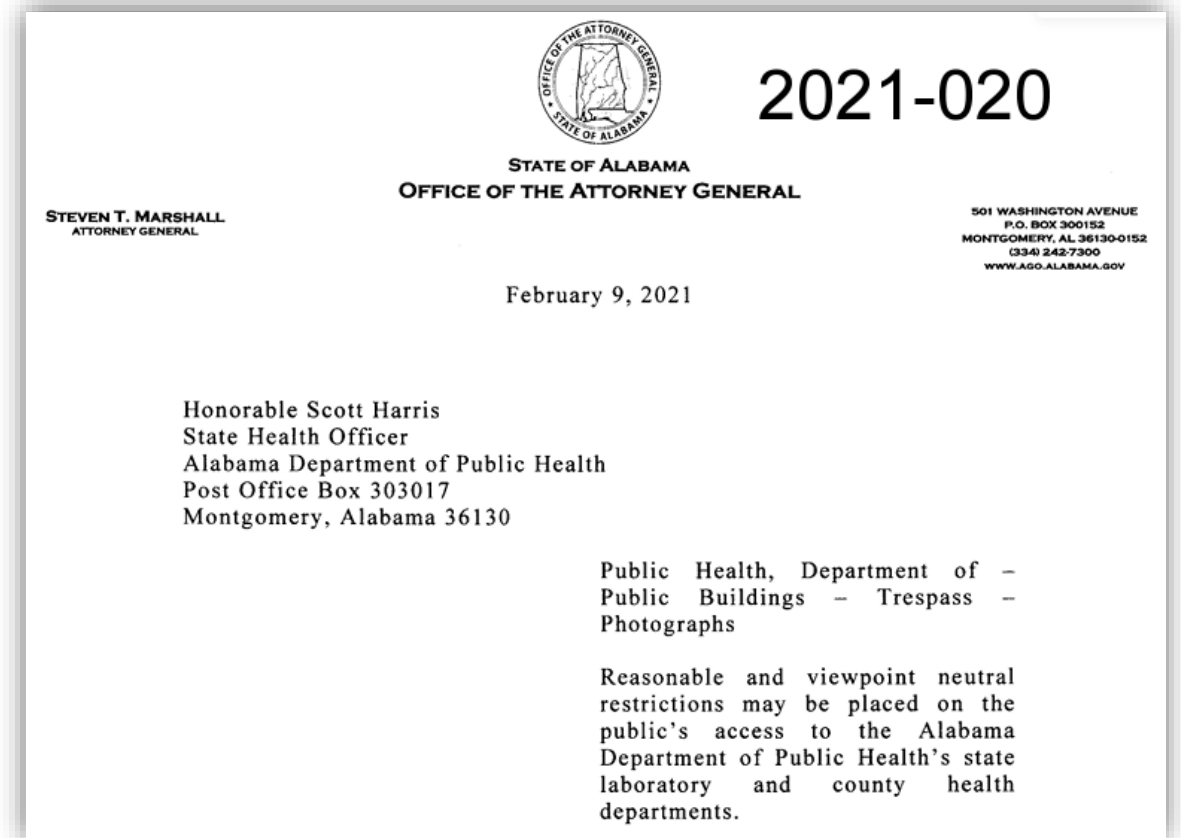 OFFICE OF THE ATTORNEY GENERAL
STATE OF ALABAMA
2021-020
STATE OF ALABAMA
OFFICE OF THE ATTORNEY GENERAL
STEVEN T. MARSHALL
ATTORNEY GENERAL
501 WASHINGTON AVENUE
P.O. BOX 300152
MONTGOMERY, AL 36130-0152
(334) 242-7300
WWW.AGO.ALABAMA.GOV
February 9, 2021
Honorable Scott Harris
State Health Officer
Alabama Department of Public Health
Post Office Box 303017
Montgomery, Alabama 36130
Public Health, Department of –
Public Buildings – Trespass –
Photographs
Reasonable and viewpoint neutral
restrictions may be placed on the
public's access to the Alabama
Department of Public Health's state
laboratory and county health
departments.